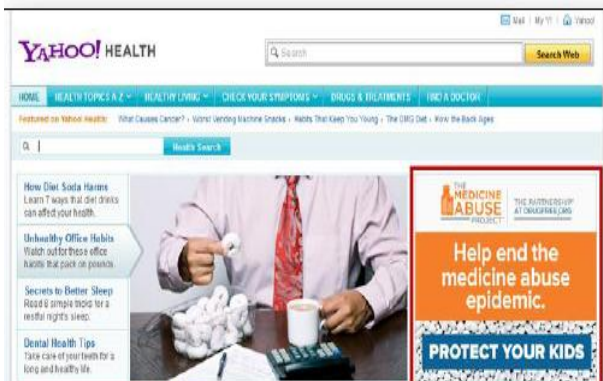 Mail | My Y! | Yahoo!
YAHOO! HEALTH
Search
Search Web
HOME HEALTH TOPICS A-Z HEALTHY LIVING CHECK YOUR SYMPTOMS DRUGS & TREATMENTS FIND A DOCTOR
Featured on Yahoo! Health: What Causes Cancer? • Worst Vending Machine Snacks • Habits That Keep You Young • The OMG Diet • How the Back Ages
Health Search
How Diet Soda Harms
Learn 7 ways that diet drinks
can affect your health.
Unhealthy Office Habits
Watch out for these office
habits that pack on pounds.
Secrets to Better Sleep
Read 8 simple tricks for a
restful night's sleep.
Dental Health Tips
Take care of your teeth for a
long and healthy life.
THE
MEDICINE
ABUSE
PROJECT
THE PARTNERSHIP
AT DRUGFREE.ORG
Help end the
medicine abuse
epidemic.
PROTECT YOUR KIDS